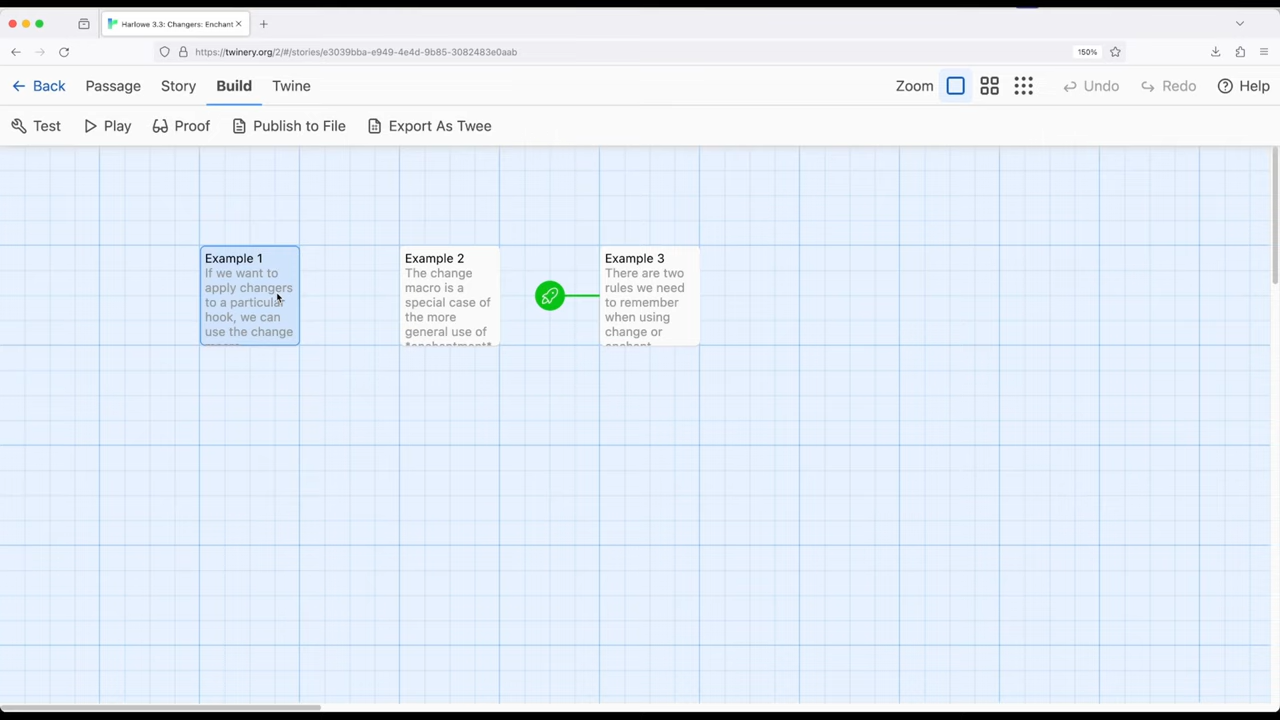 Harlowe 3.3: Changers: Enchant
https://twinery.org/2/#/stories/e3039bba-e949-4e4d-9b85-3082483e0aab
150%
Back
Passage
Story
Build
Twine
Zoom
Undo
Redo
Help
Test
Play
Proof
Publish to File
Export As Twee
Example 1
If we want to
apply changers
to a particular
hook, we can
use the change
Example 2
The change
macro is a
special case of
the more
general use of
*enchantment*
Example 3
There are two
rules we need
to remember
when using
change or
enchant